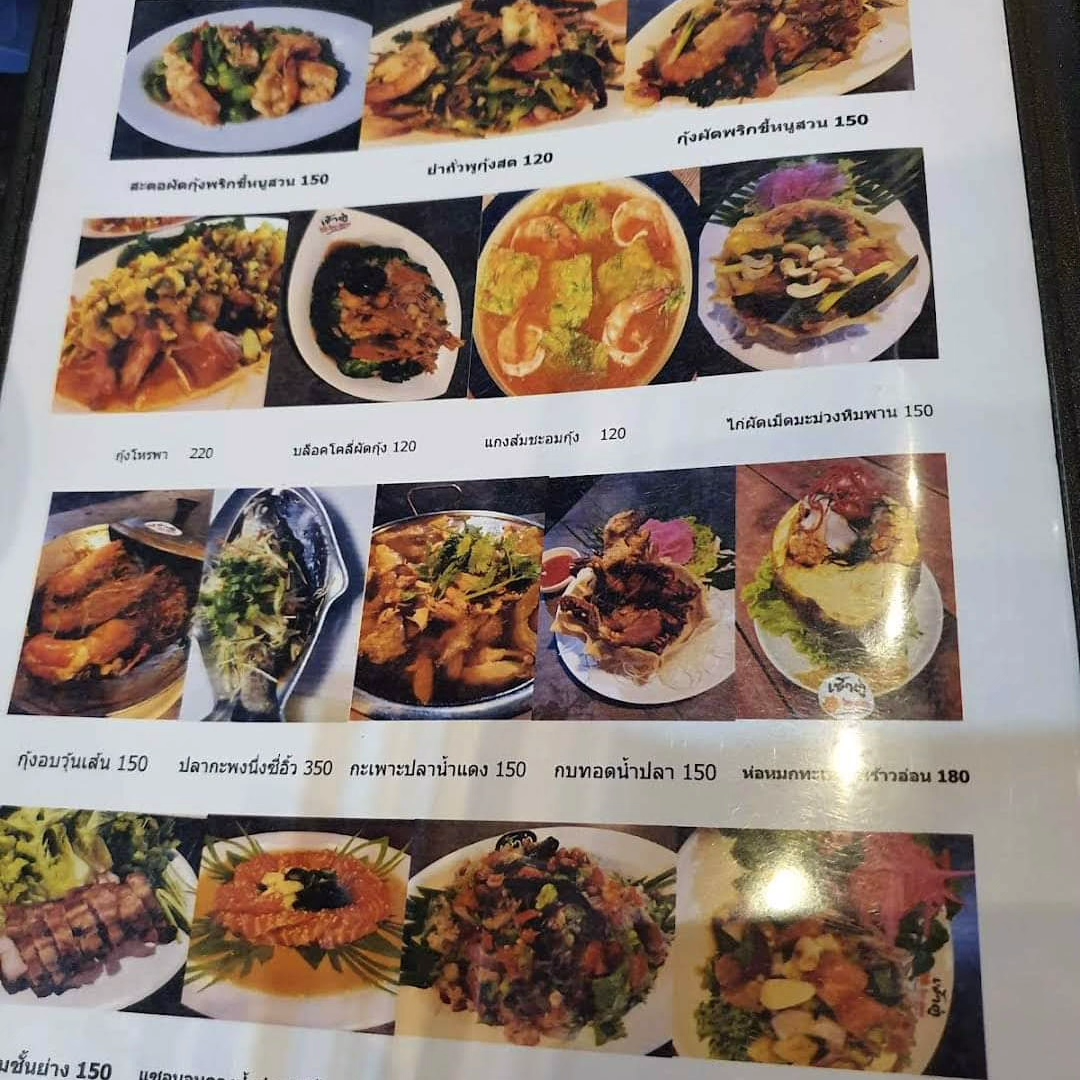 สะตอผัดกุ้งพริกขี้หนูสวน 150
ยำถั่วพูกุ้งสด 120
กุ้งผัดพริกขี้หนูสวน 150
กุ้งโหรพา 220
บล็อคโคลี่ผัดกุ้ง 120
แกงส้มชะอมกุ้ง 120
ไก่ผัดเม็ดมะม่วงหิมพาน 150
กุ้งอบวุ้นเส้น 150
ปลากะพงนึ่งซี่อิ้ว 350
กะเพาะปลาน้ำแดง 150
กบทอดน้ำปลา 150
ห่อหมกทะเ ร้าวอ่อน 180
มชั้นย่าง 150